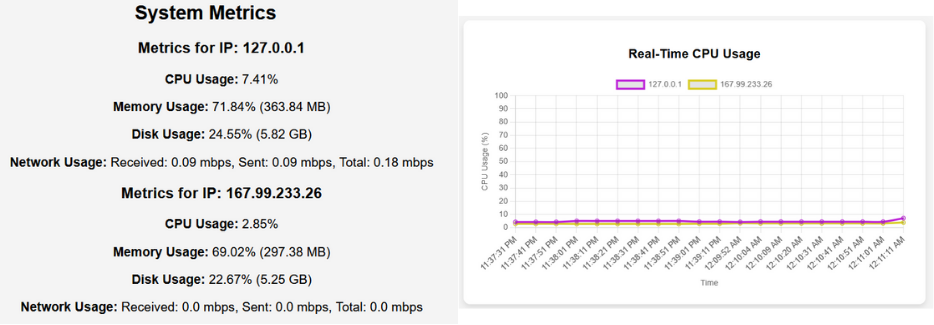 System Metrics
Metrics for IP: 127.0.0.1
CPU Usage: 7.41%
Memory Usage: 71.84% (363.84 MB)
Disk Usage: 24.55% (5.82 GB)
Network Usage: Received: 0.09 mbps, Sent: 0.09 mbps, Total: 0.18 mbps
Metrics for IP: 167.99.233.26
CPU Usage: 2.85%
Memory Usage: 69.02% (297.38 MB)
Disk Usage: 22.67% (5.25 GB)
Network Usage: Received: 0.0 mbps, Sent: 0.0 mbps, Total: 0.0 mbps
Real-Time CPU Usage
127.0.0.1 167.99.233.26
CPU Usage (%)
100
90
80
70
60
50
40
30
20
10
0
11:37:31 PM
11:37:41 PM
11:37:51 PM
11:38:01 PM
11:38:11 PM
11:38:21 PM
11:38:31 PM
11:38:41 PM
11:38:51 PM
11:39:01 PM
11:39:11 PM
12:09:52 AM
12:10:04 AM
12:10:09 AM
12:10:20 AM
12:10:31 AM
12:10:41 AM
12:10:51 AM
12:11:01 AM
12:11:11 AM
Time